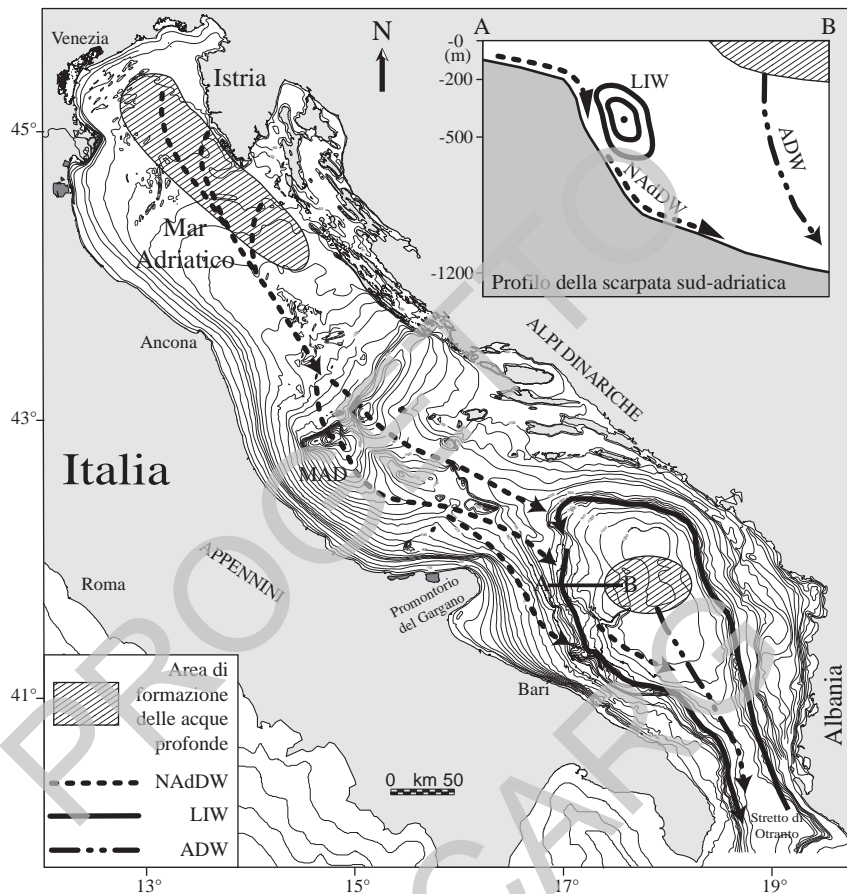 Venezia
Istria
N
45°
Mar
Adriatico
Ancona
ALPI DINARICHE
43°
Italia
MAD
APPENNINI
Roma
Promontorio
del Gargano
A
B
41°
Bari
Albania
Stretto di
Otranto
0 km 50
13°
15°
17°
19°
A
B
-0
(m)
-200
-500
-1200
LIW
ADW
NAdDW
Profilo della scarpata sud-adriatica
Area di
formazione
delle acque
profonde
NAdDW
LIW
ADW
PROGETTO
CARG